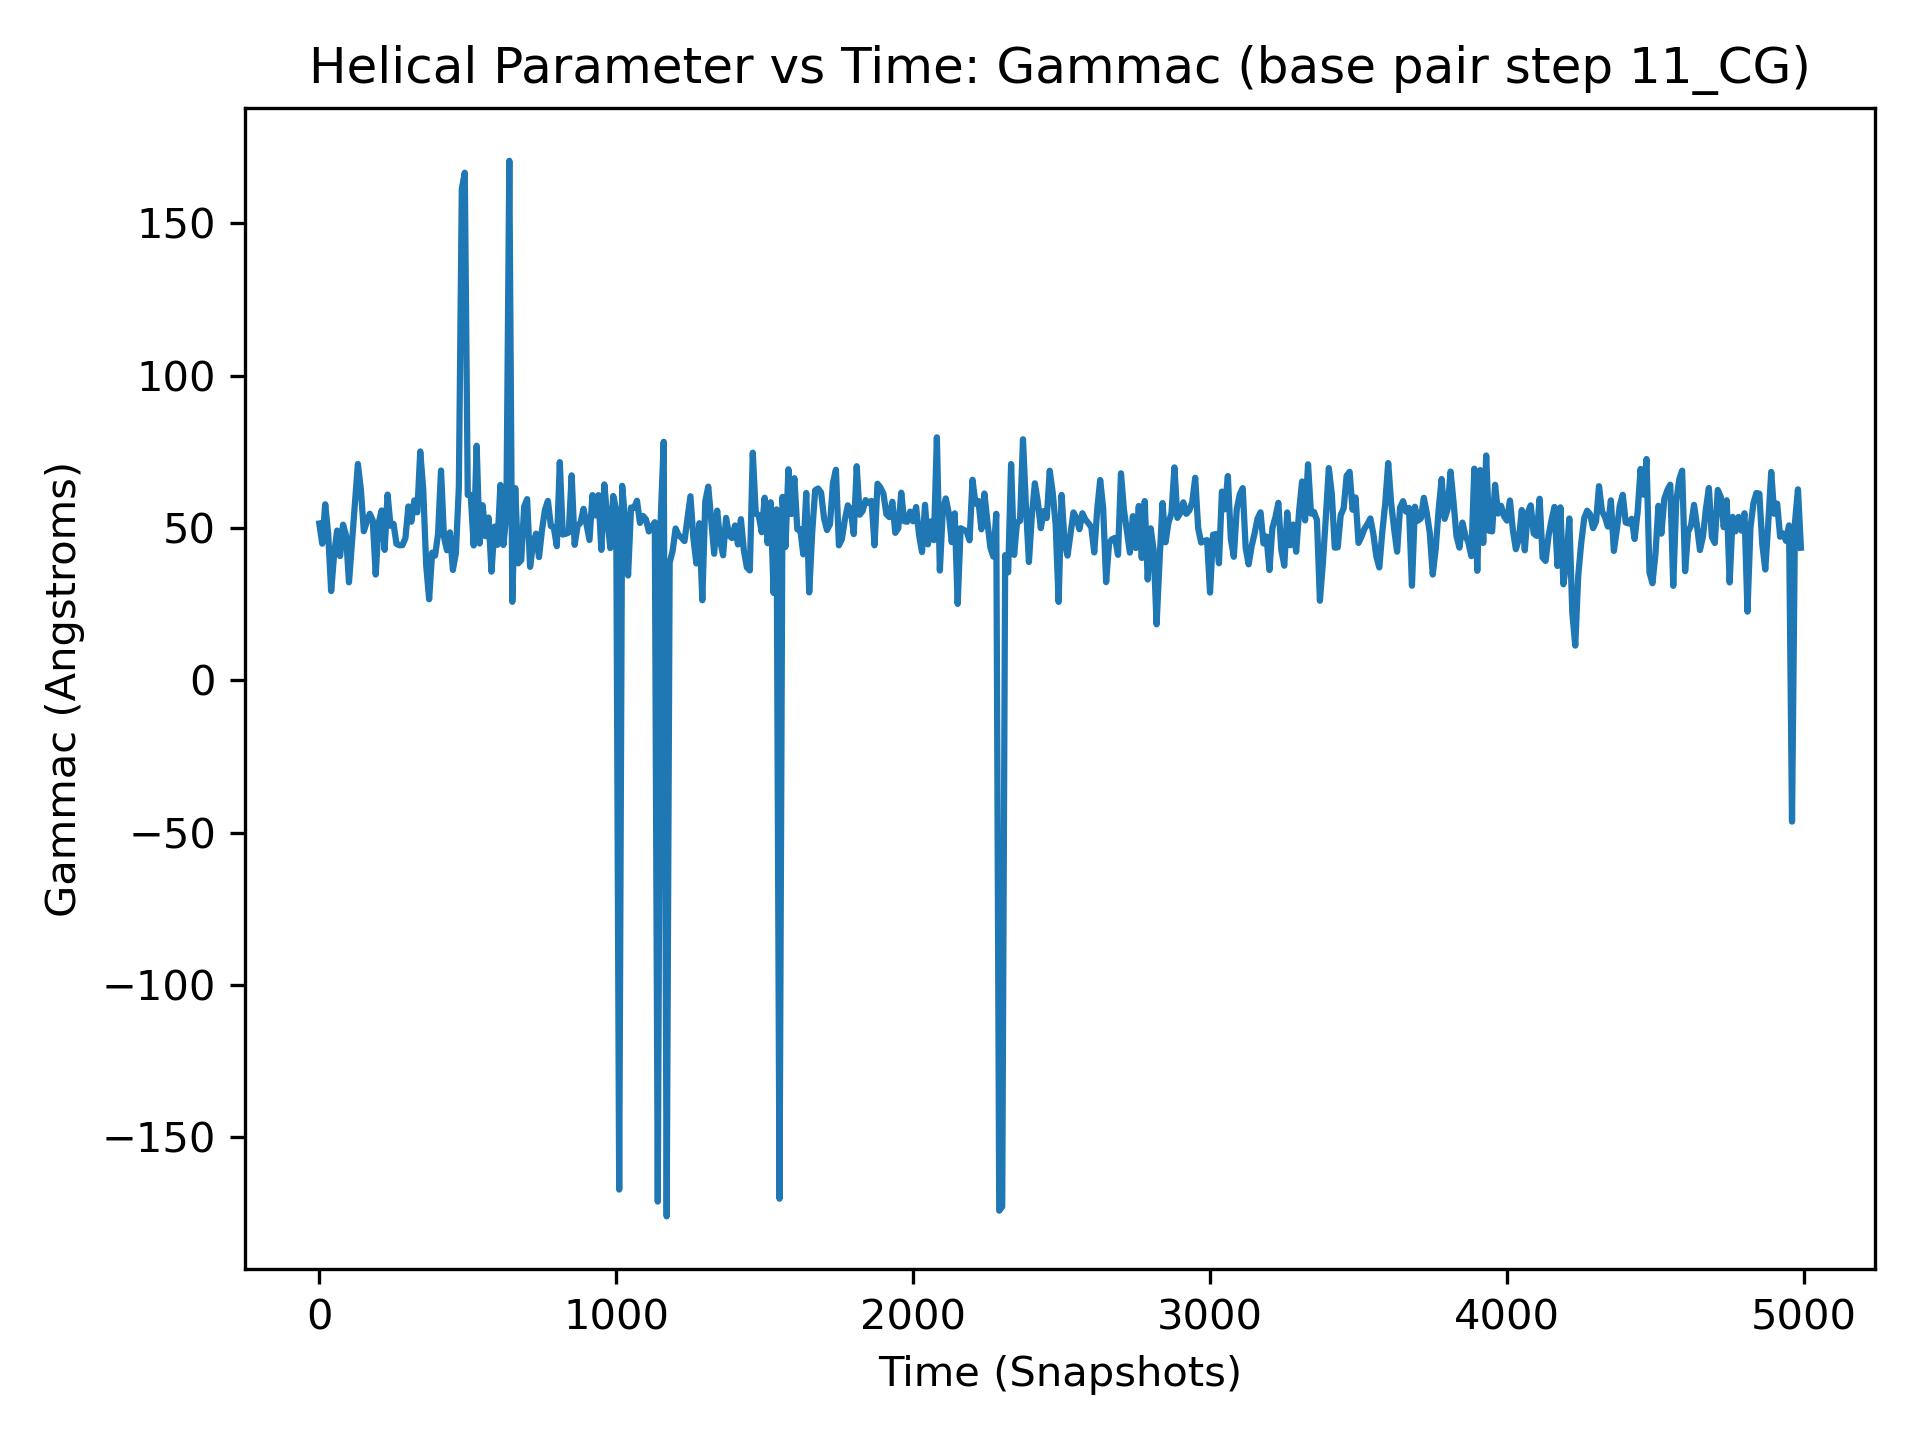 Helical Parameter vs Time: Gammac (base pair step 11_CG)
Gammac (Angstroms)
150
100
50
0
−50
−100
−150
0 1000 2000 3000 4000 5000
Time (Snapshots)